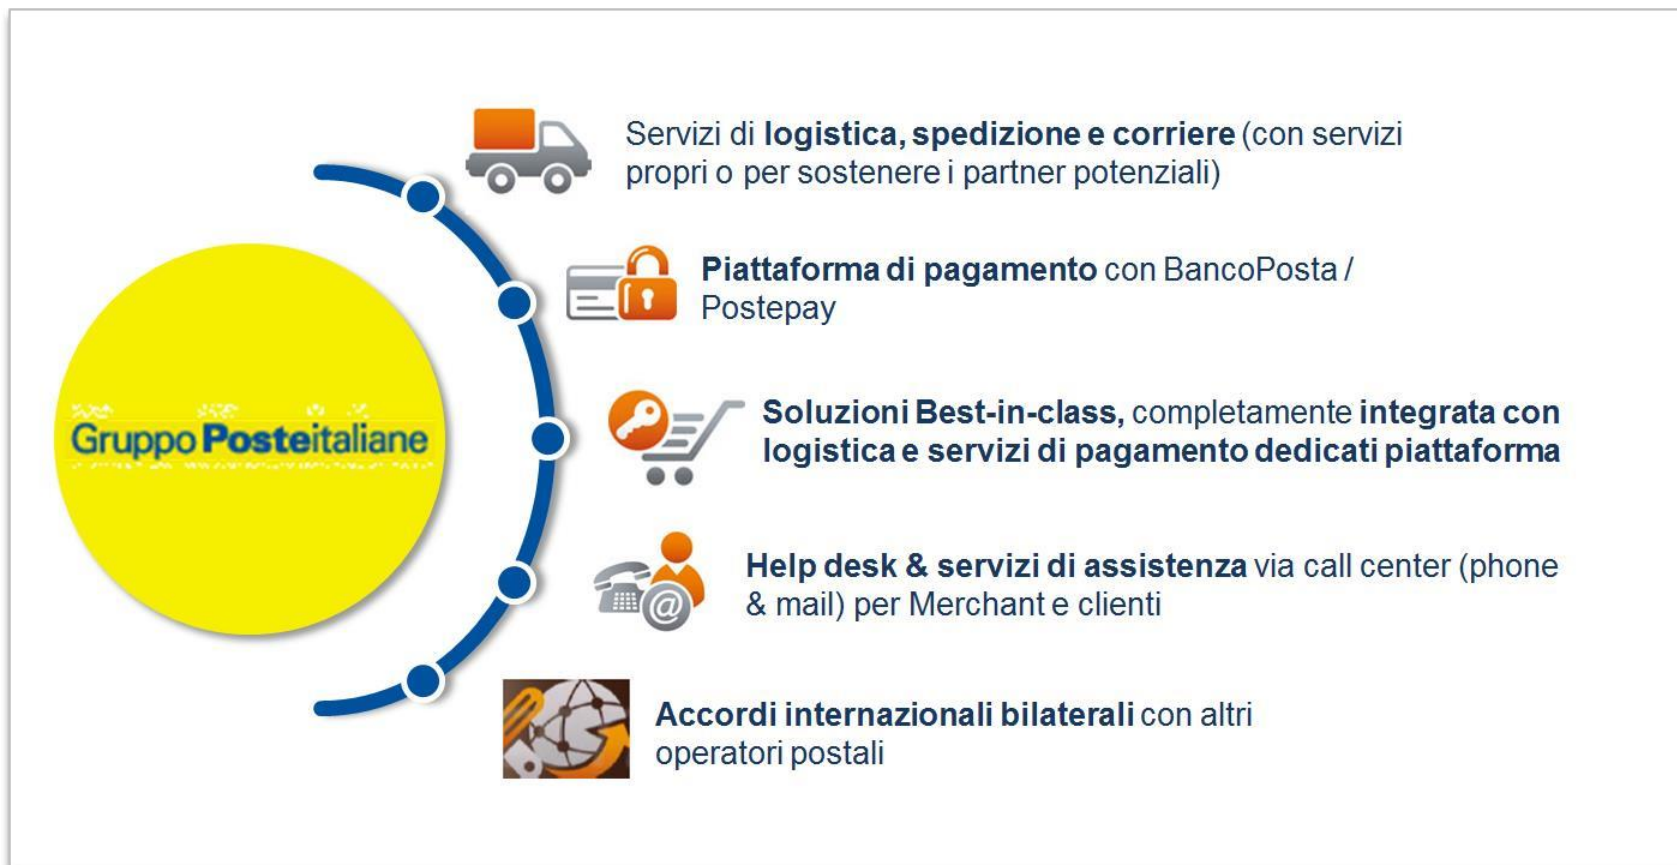 Servizi di logistica, spedizione e corriere (con servizi
propri o per sostenere i partner potenziali)
Piattaforma di pagamento con BancoPosta /
Postepay
Gruppo Posteitaliane
Soluzioni Best-in-class, completamente integrata con
logistica e servizi di pagamento dedicati piattaforma
Help desk & servizi di assistenza via call center (phone
& mail) per Merchant e clienti
Accordi internazionali bilaterali con altri
operatori postali